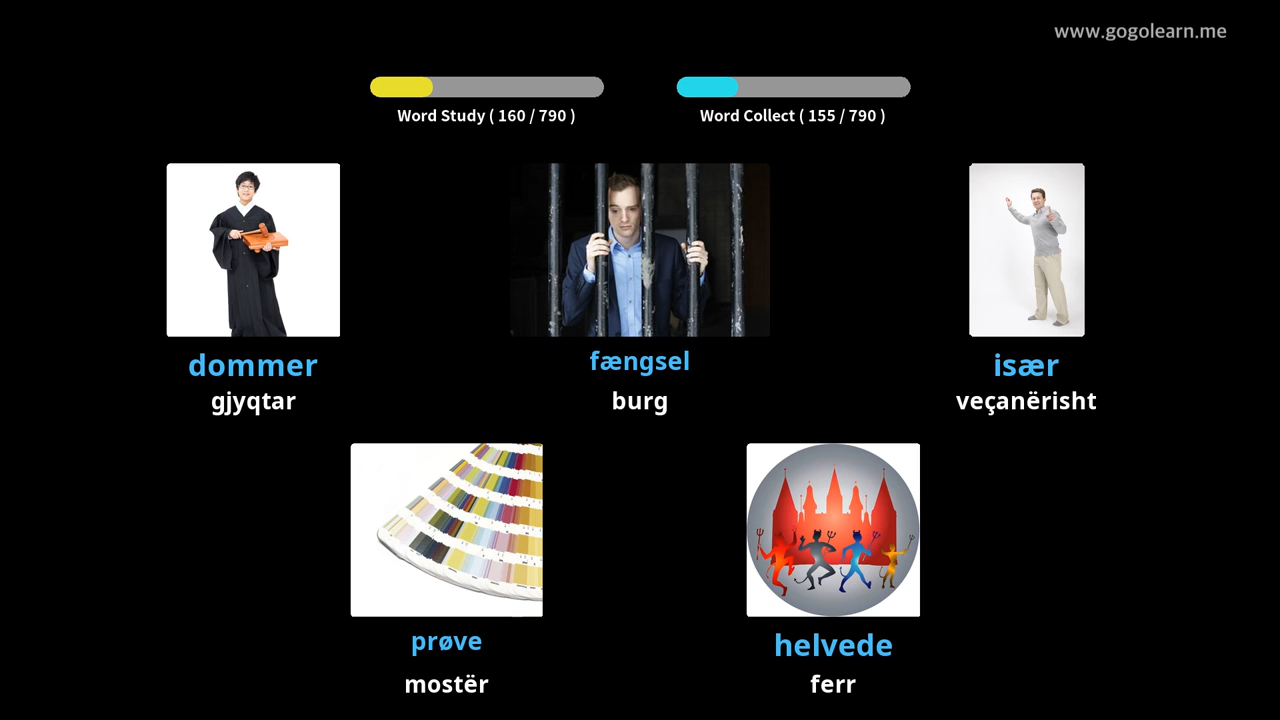 www.gogolearn.me
Word Study ( 160 / 790 )
Word Collect ( 155 / 790 )
dommer
gjyqtar
fængsel
burg
især
veçanërisht
prøve
mostër
helvede
ferr